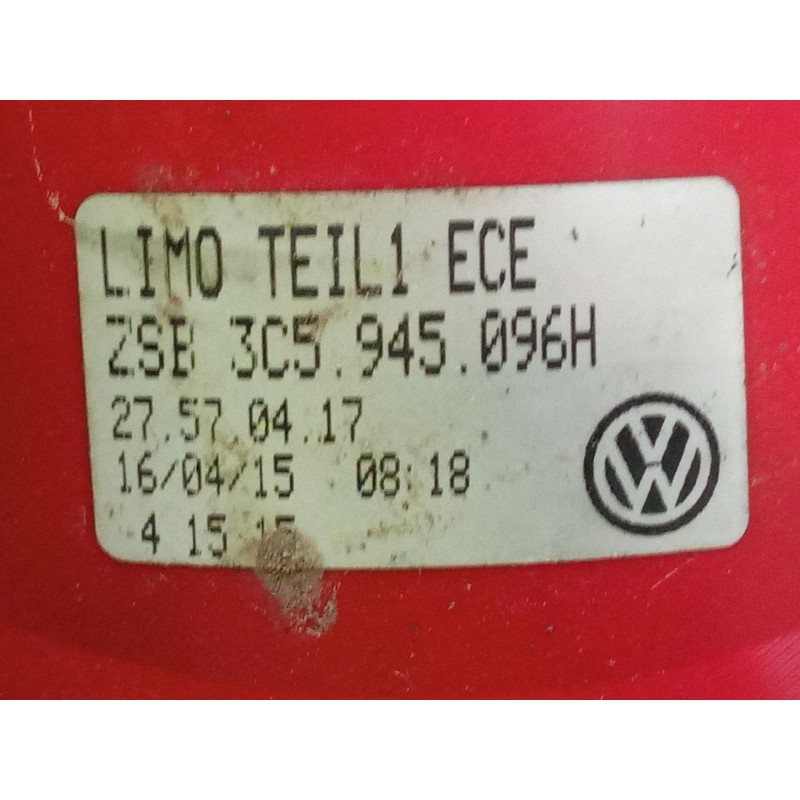 LIMO TEIL1 ECE
ZSB 3C5.945.096H
27.57.04.17
16/04/15 08:18
4 15 15
VW